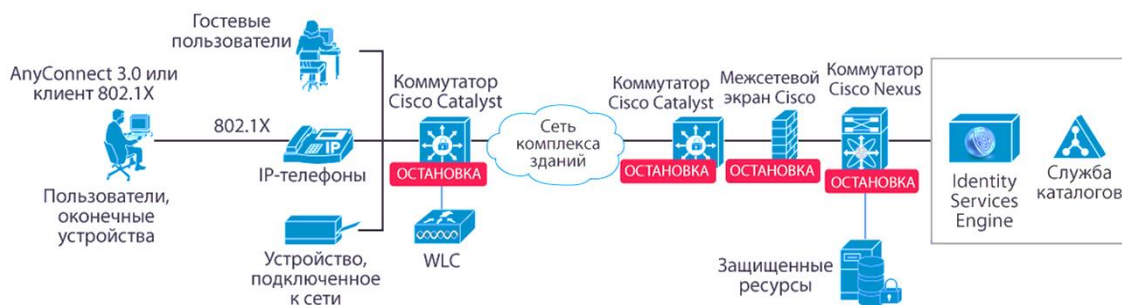 Гостевые
пользователи
AnyConnect 3.0 или
клиент 802.1X
802.1X
Пользователи,
оконечные
устройства
IP
IP-телефоны
Устройство,
подключенное
к сети
Коммутатор
Cisco Catalyst
ОСТАНОВКА
WLC
Сеть
комплекса
зданий
Коммутатор
Cisco Catalyst
ОСТАНОВКА
Межсетевой
экран Cisco
ОСТАНОВКА
Коммутатор
Cisco Nexus
ОСТАНОВКА
Защищенные
ресурсы
Identity
Services
Engine
Служба
каталогов